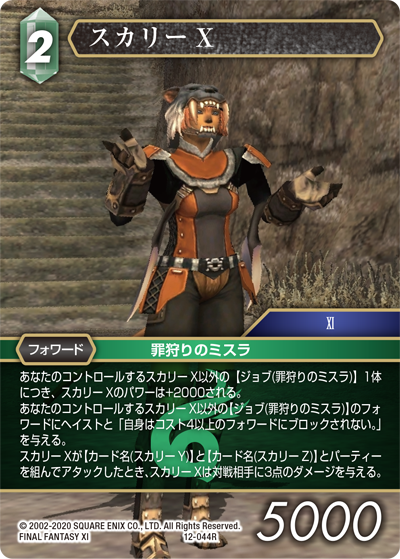 2
スカリー X
XI
フォワード
罪狩りのミスラ
あなたのコントロールするスカリー X以外の【ジョブ(罪狩りのミスラ)】1体
につき、スカリー Xのパワーは+2000される。
あなたのコントロールするスカリー X以外の【ジョブ(罪狩りのミスラ)】のフォ
ワードにヘイストと「自身はコスト4以上のフォワードにブロックされない。」
を与える。
スカリー Xが【カード名(スカリー Y)】と【カード名(スカリー Z)】とパーティー
を組んでアタックしたとき、スカリー Xは対戦相手に3点のダメージを与える。
© 2002-2020 SQUARE ENIX CO., LTD. All Rights Reserved.
FINAL FANTASY XI
12-044R
5000